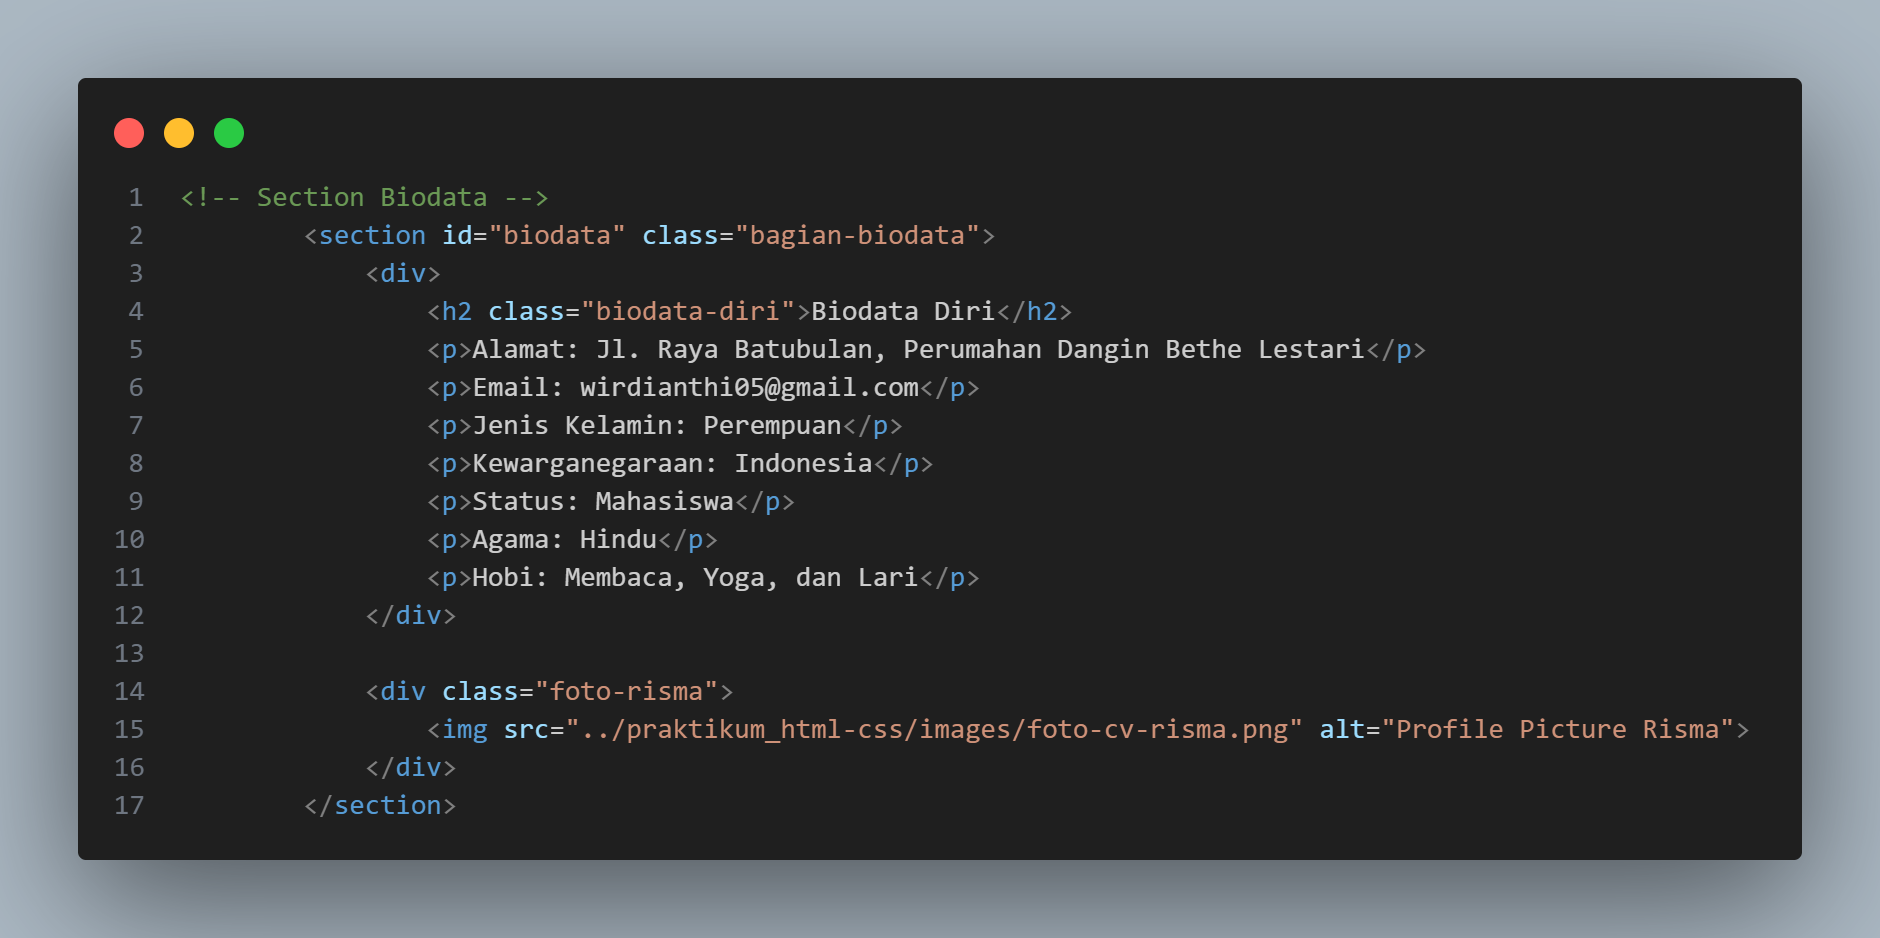 1 <!-- Section Biodata -->
2         <section id="biodata" class="bagian-biodata">
3             <div>
4                 <h2 class="biodata-diri">Biodata Diri</h2>
5                 <p>Alamat: Jl. Raya Batubulan, Perumahan Dangin Bethe Lestari</p>
6                 <p>Email: wirdianthi05@gmail.com</p>
7                 <p>Jenis Kelamin: Perempuan</p>
8                 <p>Kewarganegaraan: Indonesia</p>
9                 <p>Status: Mahasiswa</p>
10                 <p>Agama: Hindu</p>
11                 <p>Hobi: Membaca, Yoga, dan Lari</p>
12             </div>
13
14             <div class="foto-risma">
15                 <img src="../praktikum_html-css/images/foto-cv-risma.png" alt="Profile Picture Risma">
16             </div>
17         </section>